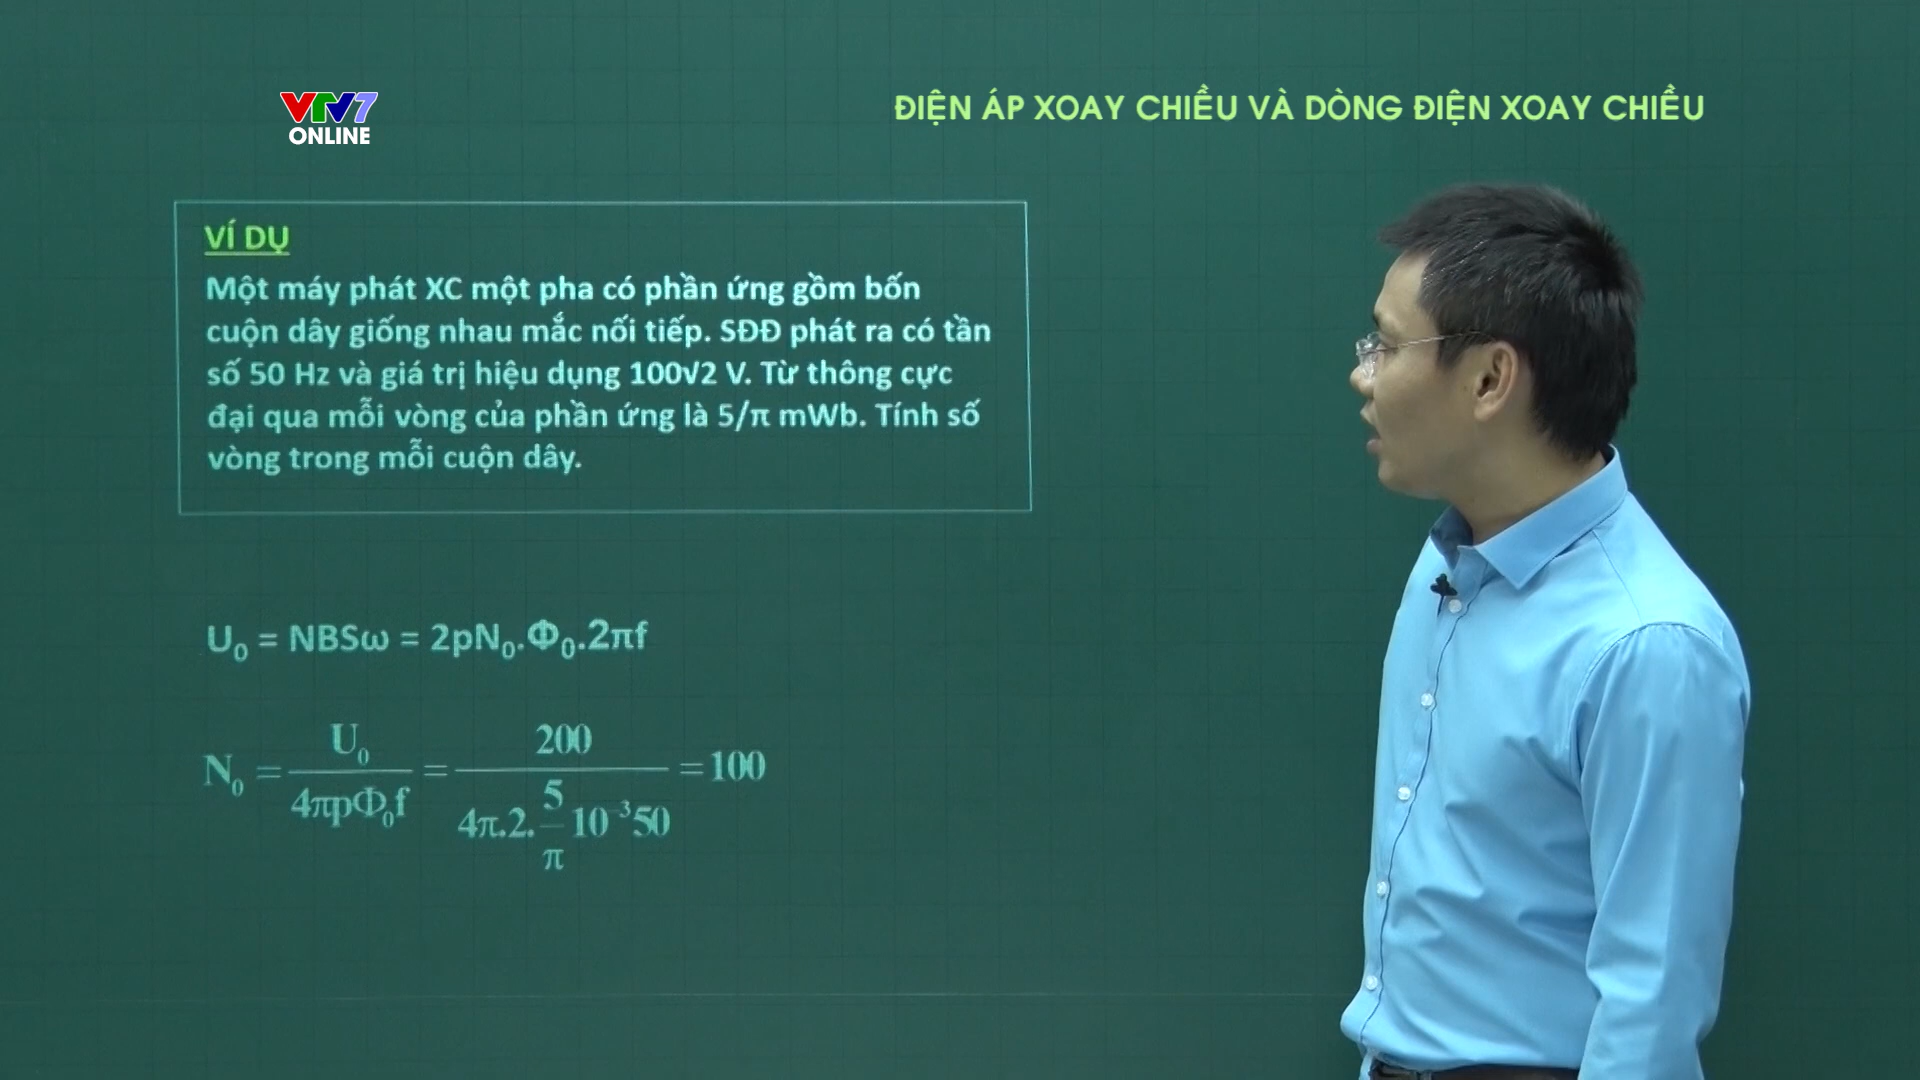 VTV7
ONLINE
ĐIỆN ÁP XOAY CHIỀU VÀ DÒNG ĐIỆN XOAY CHIỀU
VÍ DỤ
Một máy phát XC một pha có phần ứng gồm bốn
cuộn dây giống nhau mắc nối tiếp. SĐĐ phát ra có tần
số 50 Hz và giá trị hiệu dụng 100√2 V. Từ thông cực
đại qua mỗi vòng của phần ứng là 5/π mWb. Tính số
vòng trong mỗi cuộn dây.
U₀ = NBSω = 2pN₀.Φ₀.2πf
N₀ = U₀/(4πpΦ₀f) = 200/(4π.2.(5/π)10⁻³50) = 100